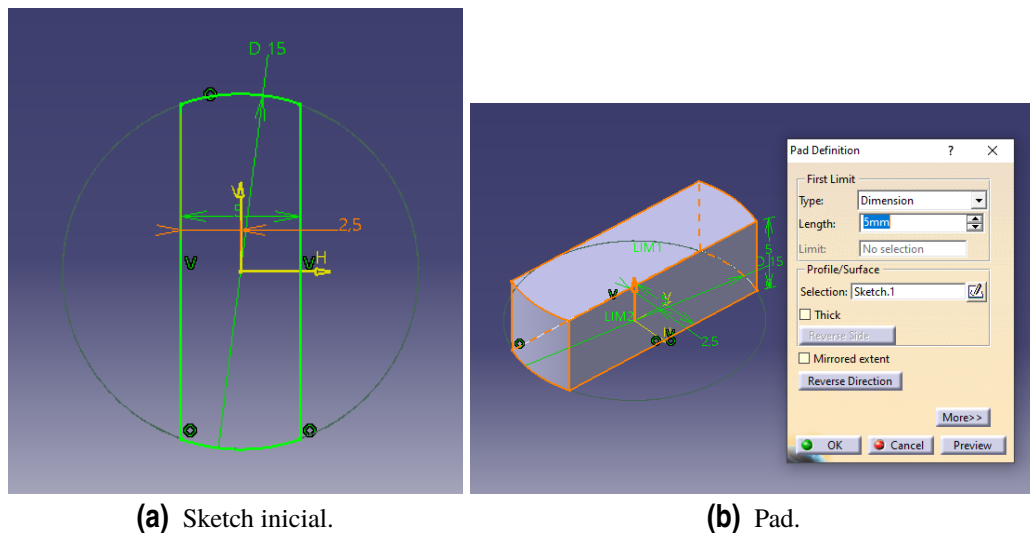 D 15
V
5
2,5
V
V
H
LIM1
5
D 15
V
y
LIM2
2,5
Pad Definition ? X
First Limit
Type: Dimension
Length: 5mm
Limit: No selection
Profile/Surface
Selection: Sketch.1
Thick
Reverse Side
Mirrored extent
Reverse Direction
More>>
OK Cancel Preview
(a) Sketch inicial.
(b) Pad.